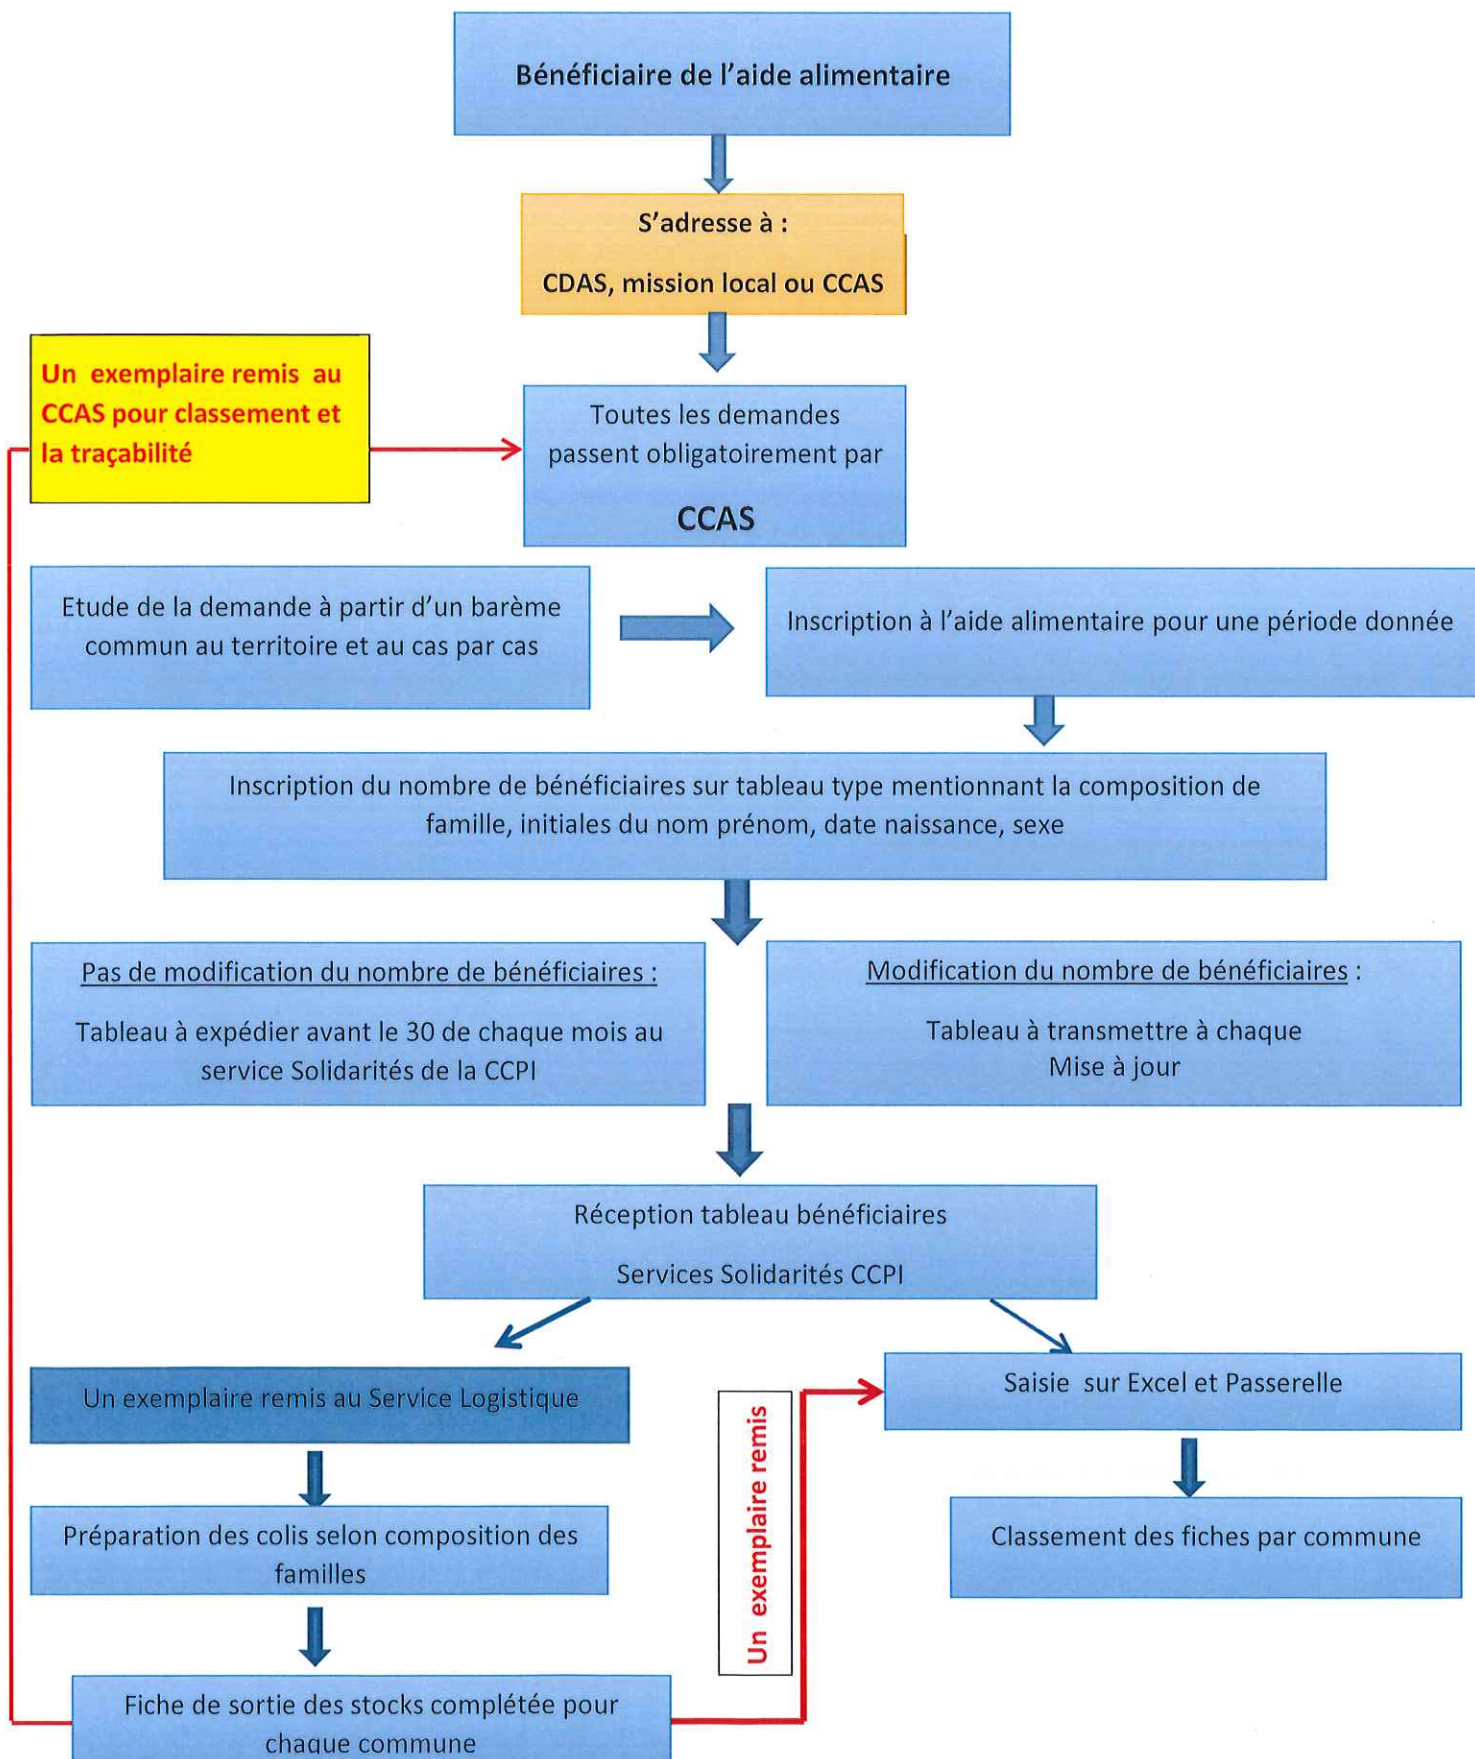 Bénéficiaire de l'aide alimentaire
S'adresse à :
CDAS, mission local ou CCAS
Un exemplaire remis au
CCAS pour classement et
la traçabilité
Toutes les demandes
passent obligatoirement par
CCAS
Etude de la demande à partir d'un barème
commun au territoire et au cas par cas
Inscription à l'aide alimentaire pour une période donnée
Inscription du nombre de bénéficiaires sur tableau type mentionnant la composition de
famille, initiales du nom prénom, date naissance, sexe
Pas de modification du nombre de bénéficiaires :
Tableau à expédier avant le 30 de chaque mois au
service Solidarités de la CCPI
Modification du nombre de bénéficiaires :
Tableau à transmettre à chaque
Mise à jour
Réception tableau bénéficiaires
Services Solidarités CCPI
Un exemplaire remis au Service Logistique
Saisie sur Excel et Passerelle
Un exemplaire remis
Préparation des colis selon composition des
familles
Classement des fiches par commune
Fiche de sortie des stocks complétée pour
chaque commune